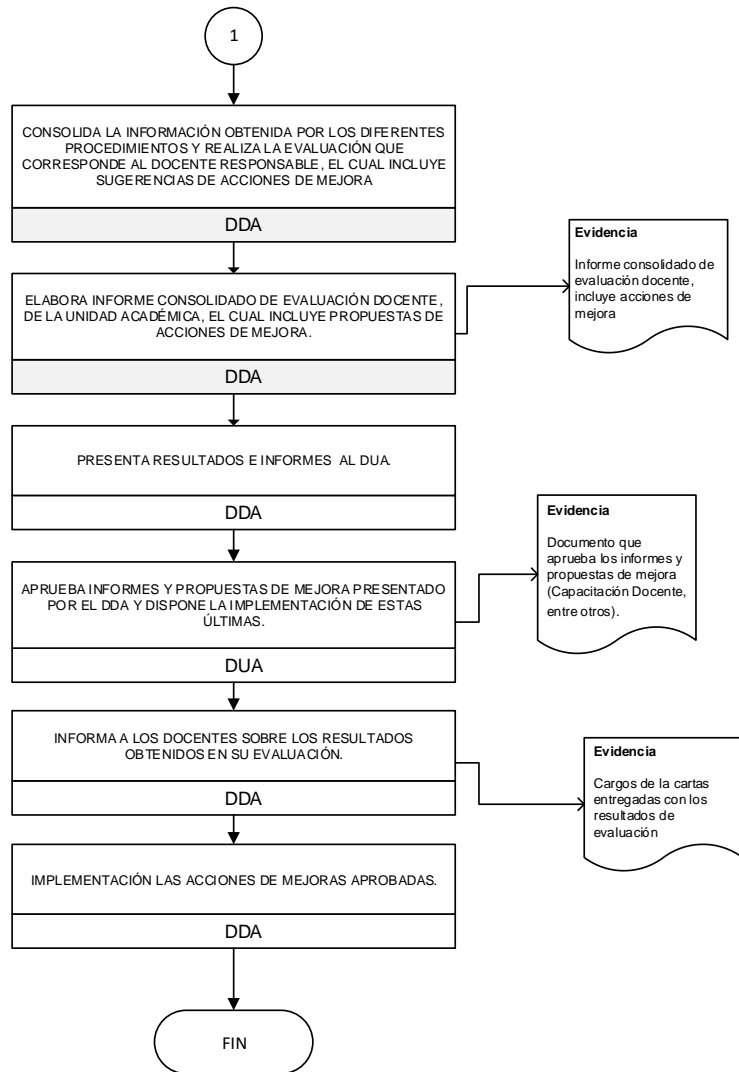 1
CONSOLIDA LA INFORMACIÓN OBTENIDA POR LOS DIFERENTES
PROCEDIMIENTOS Y REALIZA LA EVALUACIÓN QUE
CORRESPONDE AL DOCENTE RESPONSABLE, EL CUAL INCLUYE
SUGERENCIAS DE ACCIONES DE MEJORA
DDA
ELABORA INFORME CONSOLIDADO DE EVALUACIÓN DOCENTE,
DE LA UNIDAD ACADÉMICA, EL CUAL INCLUYE PROPUESTAS DE
ACCIONES DE MEJORA.
DDA
Evidencia
Informe consolidado de
evaluación docente,
incluye acciones de
mejora
PRESENTA RESULTADOS E INFORMES AL DUA.
DDA
APRUEBA INFORMES Y PROPUESTAS DE MEJORA PRESENTADO
POR EL DDA Y DISPONE LA IMPLEMENTACIÓN DE ESTAS
ÚLTIMAS.
DUA
Evidencia
Documento que
aprueba los informes y
propuestas de mejora
(Capacitación Docente,
entre otros).
INFORMA A LOS DOCENTES SOBRE LOS RESULTADOS
OBTENIDOS EN SU EVALUACIÓN.
DDA
Evidencia
Cargos de la cartas
entregadas con los
resultados de
evaluación
IMPLEMENTACIÓN LAS ACCIONES DE MEJORAS APROBADAS.
DDA
FIN